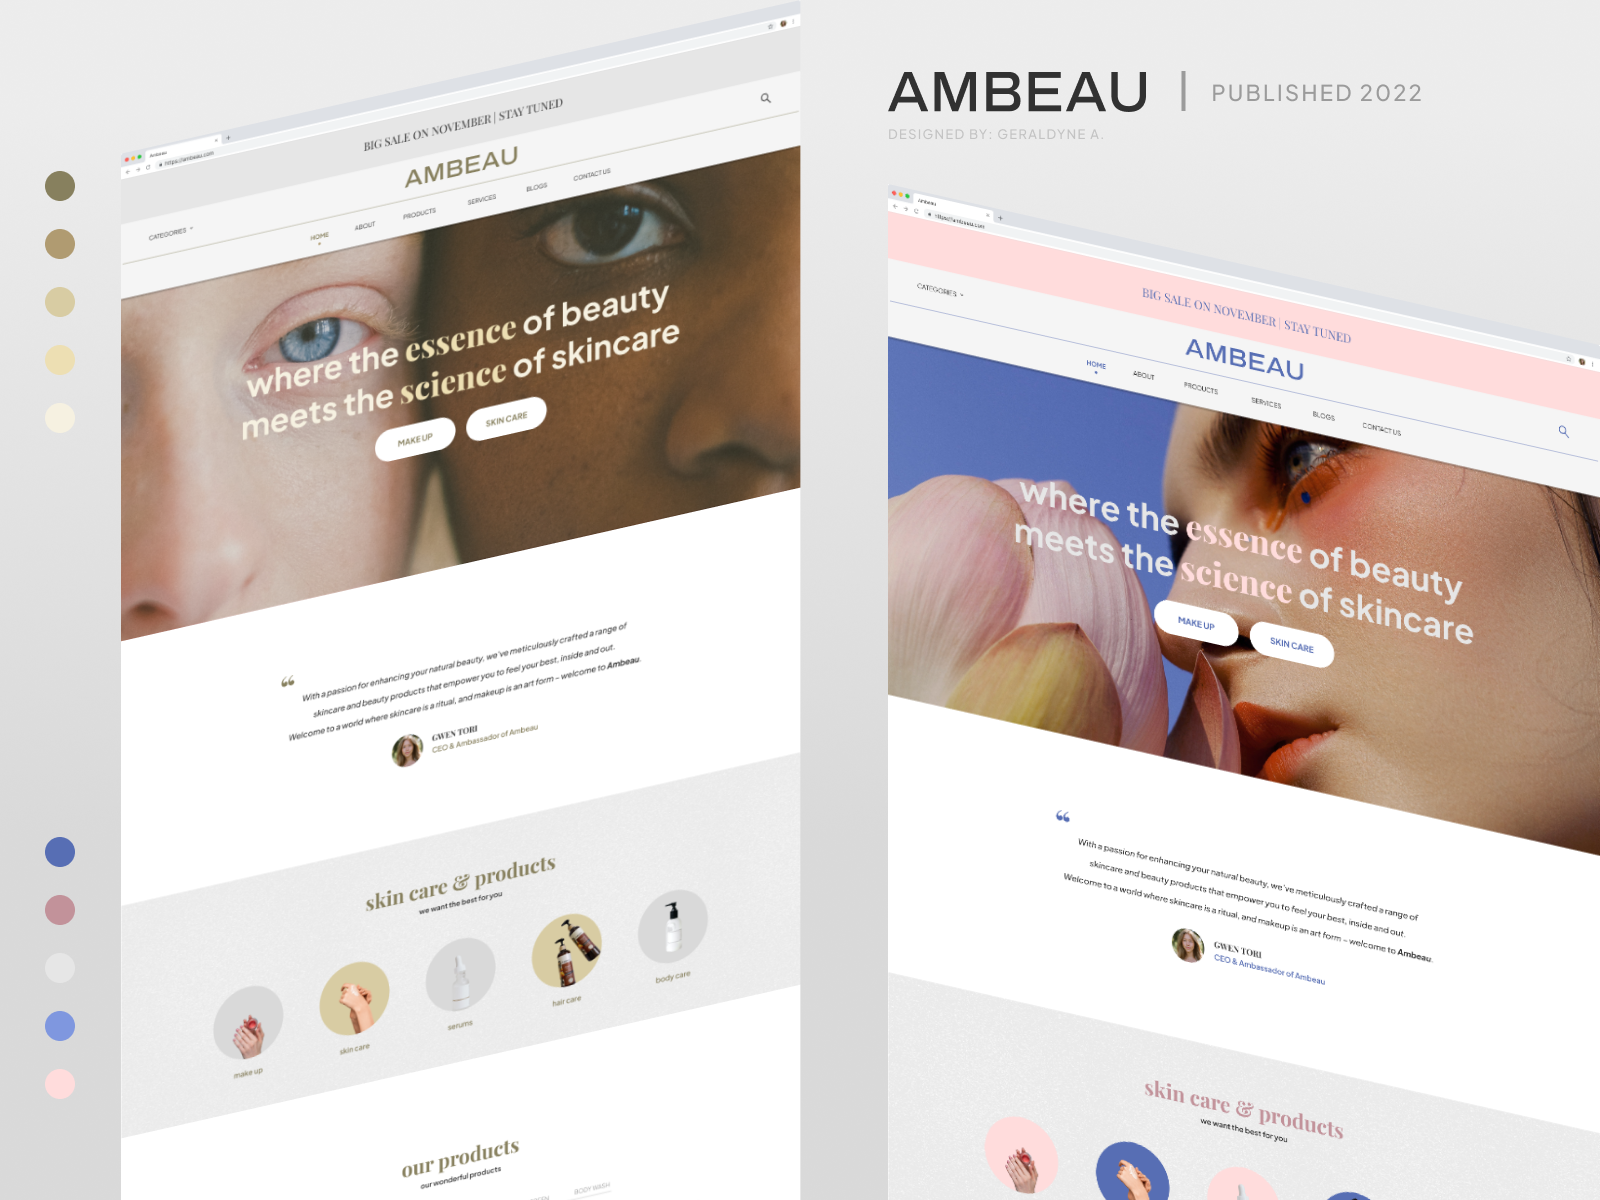 AMBEAU | PUBLISHED 2022
DESIGNED BY: GERALDYNE A.
Ambeau
https://ambeau.com
BIG SALE ON NOVEMBER | STAY TUNED
AMBEAU
CATEGORIES
HOME
ABOUT
PRODUCTS
SERVICES
BLOGS
CONTACT US
where the essence of beauty
meets the science of skincare
MAKE UP
SKIN CARE
“
With a passion for enhancing your natural beauty, we've meticulously crafted a range of
skincare and beauty products that empower you to feel your best, inside and out.
Welcome to a world where skincare is a ritual, and makeup is an art form – welcome to Ambeau.
GWEN TORI
CEO & Ambassador of Ambeau
skin care & products
we want the best for you
make up
skin care
serums
hair care
body care
our products
our wonderful products
BODY WASH
Ambeau
https://ambeau.com
BIG SALE ON NOVEMBER | STAY TUNED
CATEGORIES
AMBEAU
HOME
ABOUT
PRODUCTS
SERVICES
BLOGS
CONTACT US
where the essence of beauty
meets the science of skincare
MAKE UP
SKIN CARE
“
With a passion for enhancing your natural beauty, we've meticulously crafted a range of
skincare and beauty products that empower you to feel your best, inside and out.
Welcome to a world where skincare is a ritual, and makeup is an art form – welcome to Ambeau.
GWEN TORI
CEO & Ambassador of Ambeau
skin care & products
we want the best for you